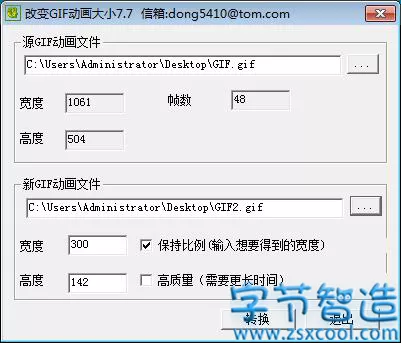 改变GIF动画大小7.7 信箱:dong5410@tom.com
源GIF动画文件
C:\Users\Administrator\Desktop\GIF.gif ...
宽度 1061 帧数 48
高度 504
新GIF动画文件
C:\Users\Administrator\Desktop\GIF2.gif ...
宽度 300 保持比例(输入想要得到的宽度)
高度 142 高质量（需要更长时间）
转换 退出
字节智造
www.zsxcool.com